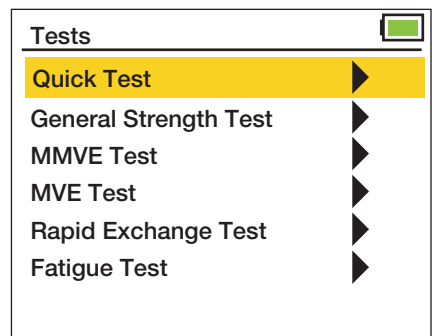 Tests
Quick Test
General Strength Test
MMVE Test
MVE Test
Rapid Exchange Test
Fatigue Test